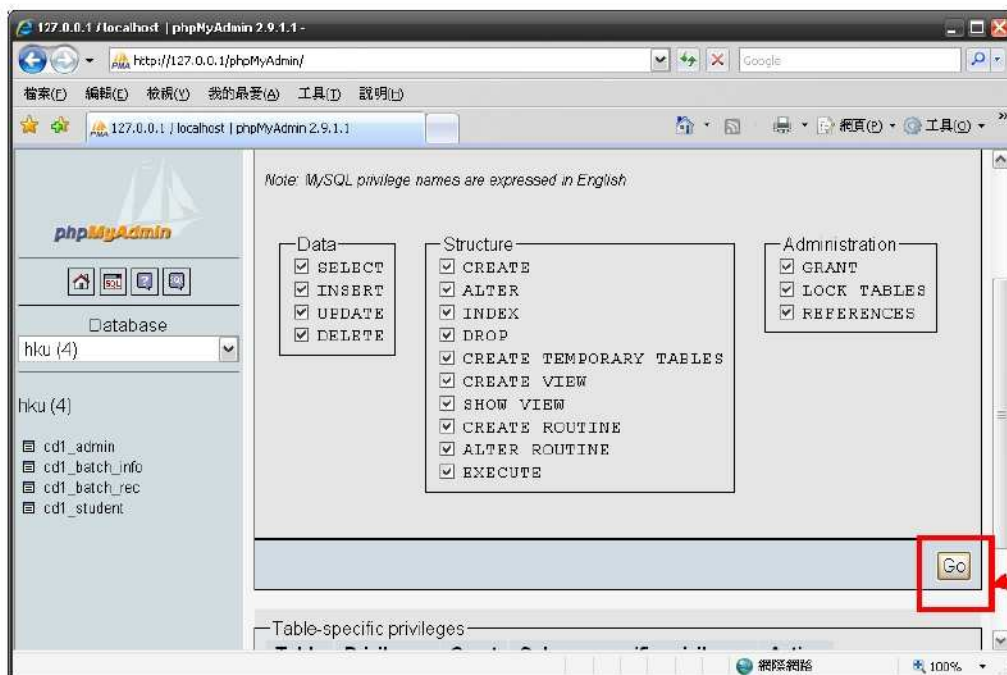 127.0.0.1 / localhost | phpMyAdmin 2.9.1.1 -
http://127.0.0.1/phpMyAdmin/
Google
檔案(F) 編輯(E) 檢視(V) 我的最愛(A) 工具(T) 說明(H)
127.0.0.1 / localhost | phpMyAdmin 2.9.1.1
網頁(P)
工具(O)
phpMyAdmin
SQL
Database
hku (4)
hku (4)
cd1_admin
cd1_batch_info
cd1_batch_rec
cd1_student
Note: MySQL privilege names are expressed in English
Data
SELECT
INSERT
UPDATE
DELETE
Structure
CREATE
ALTER
INDEX
DROP
CREATE TEMPORARY TABLES
CREATE VIEW
SHOW VIEW
CREATE ROUTINE
ALTER ROUTINE
EXECUTE
Administration
GRANT
LOCK TABLES
REFERENCES
Go
Table-specific privileges
網際網路
100%